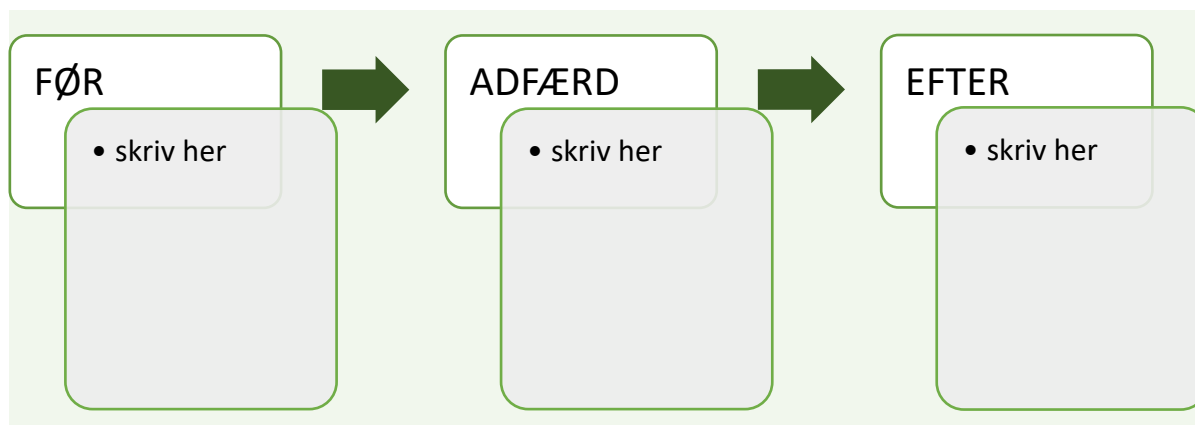 FØR
• skriv her
ADFÆRD
• skriv her
EFTER
• skriv her